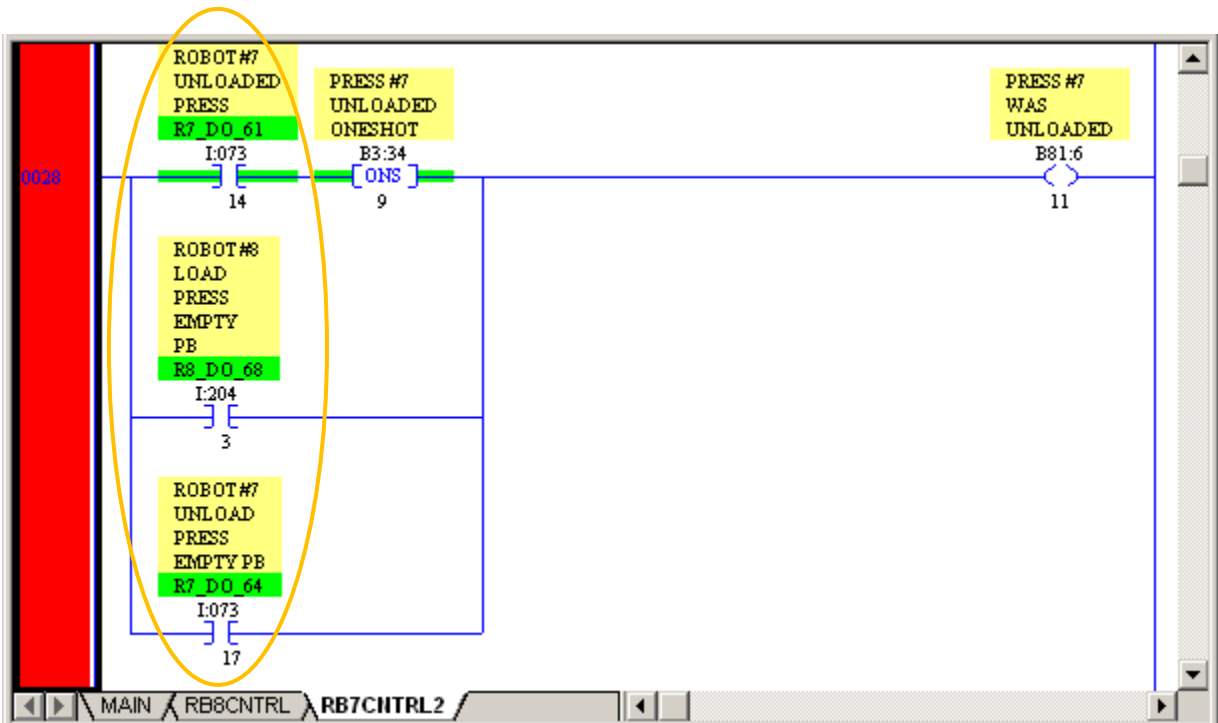 ROBOT #7
UNLOADED
PRESS
R7_DO_61
I:073
14
PRESS #7
UNLOADED
ONESHOT
B3:34
ONS
9
PRESS #7
WAS
UNLOADED
B81:6
11
0028
ROBOT #8
LOAD
PRESS
EMPTY
PB
R8_DO_68
I:204
3
ROBOT #7
UNLOAD
PRESS
EMPTY PB
R7_DO_64
I:073
17
MAIN RB8CNTRL RB7CNTRL2